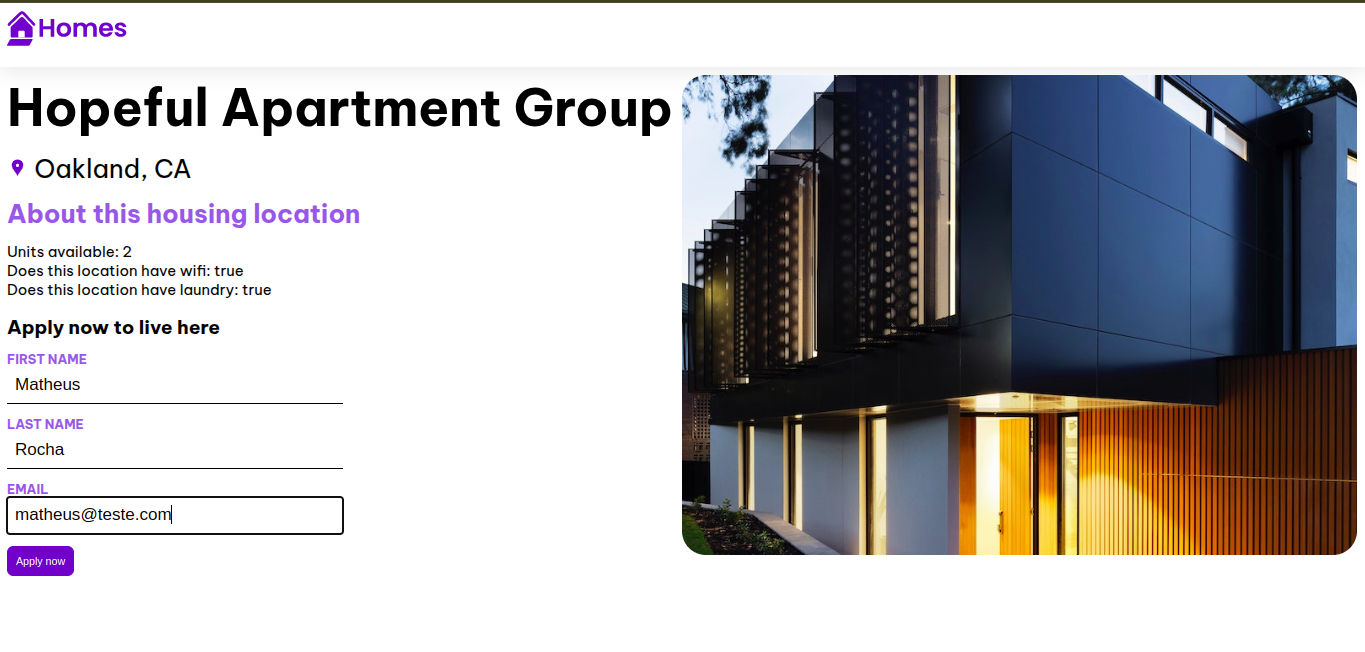 Homes
Hopeful Apartment Group
Oakland, CA
About this housing location
Units available: 2
Does this location have wifi: true
Does this location have laundry: true
Apply now to live here
FIRST NAME
Matheus
LAST NAME
Rocha
EMAIL
matheus@teste.com
Apply now